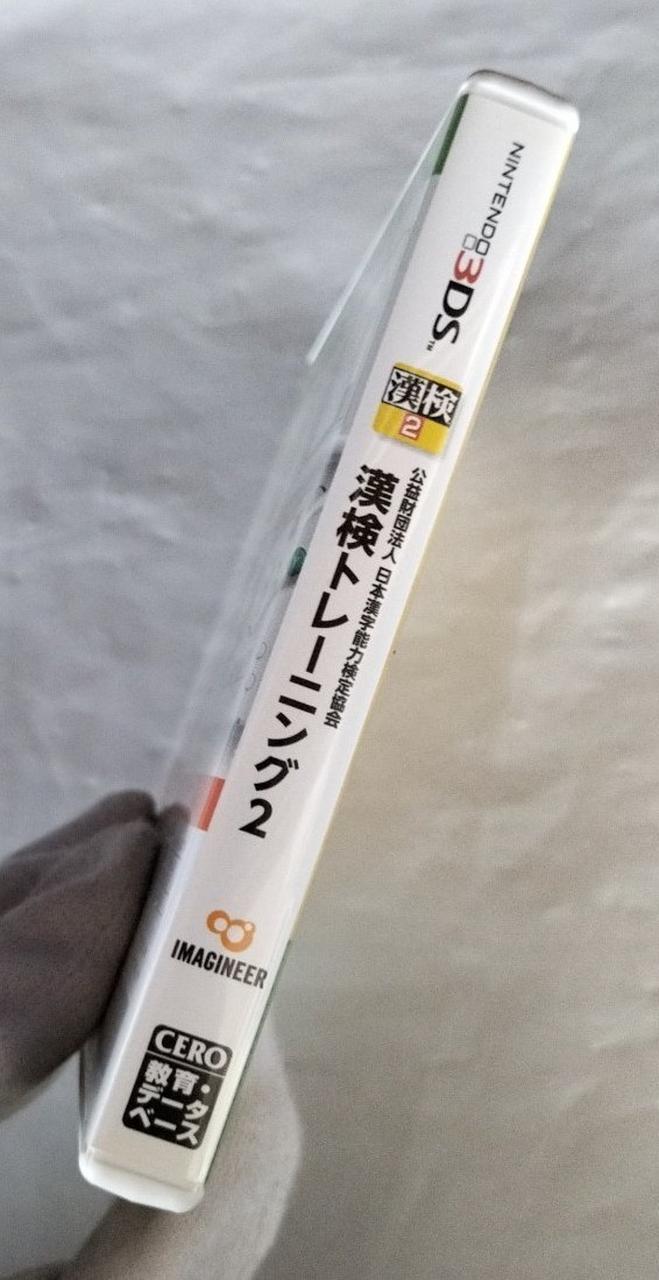 NINTENDO
3DS™
漢検
2
公益財団法人 日本漢字能力検定協会
漢検トレーニング2
IMAGINEER
CERO
教育・
データ
ベース